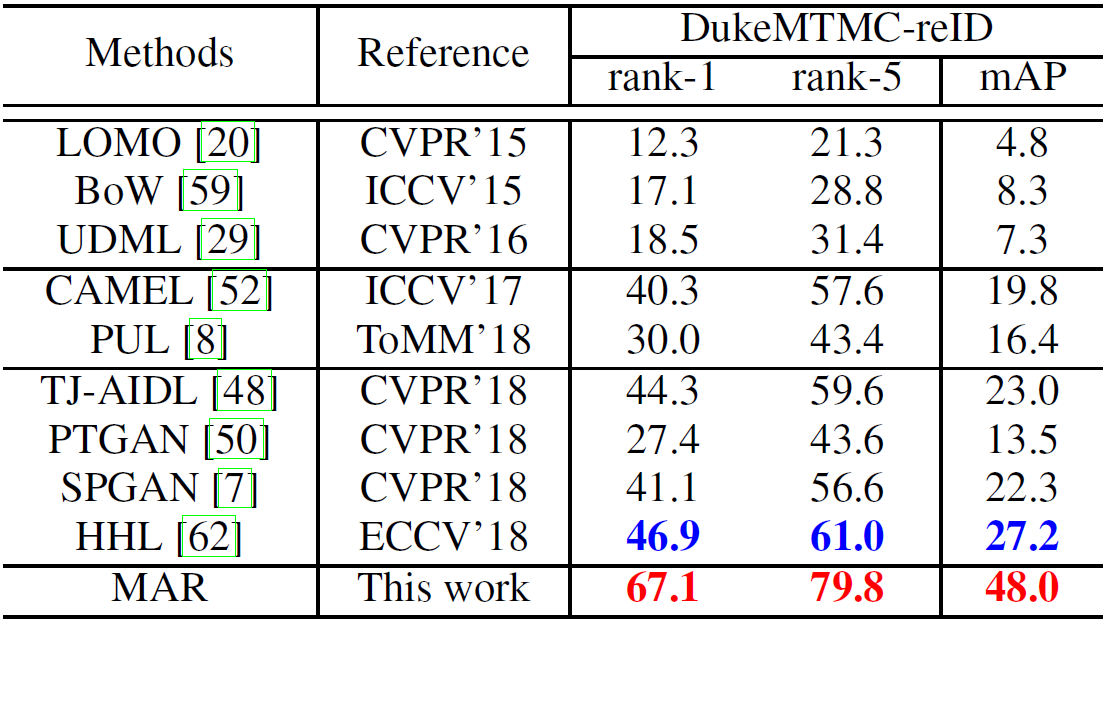 Methods Reference DukeMTMC-reID
rank-1 rank-5 mAP
LOMO [20] CVPR'15 12.3 21.3 4.8
BoW [59] ICCV'15 17.1 28.8 8.3
UDML [29] CVPR'16 18.5 31.4 7.3
CAMEL [52] ICCV'17 40.3 57.6 19.8
PUL [8] ToMM'18 30.0 43.4 16.4
TJ-AIDL [48] CVPR'18 44.3 59.6 23.0
PTGAN [50] CVPR'18 27.4 43.6 13.5
SPGAN [7] CVPR'18 41.1 56.6 22.3
HHL [62] ECCV'18 46.9 61.0 27.2
MAR This work 67.1 79.8 48.0